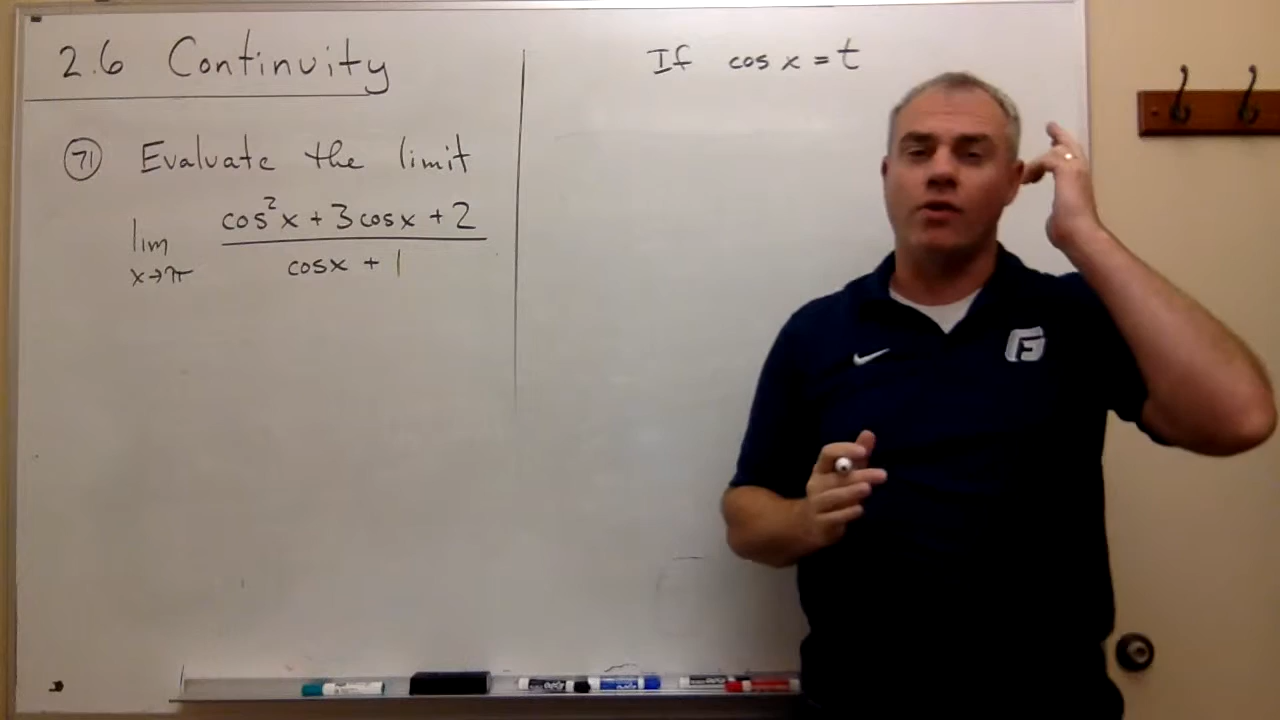 2.6 Continuity
71 Evaluate the limit
lim x→π cos²x + 3cosx + 2 / cosx + 1
If cos x = t